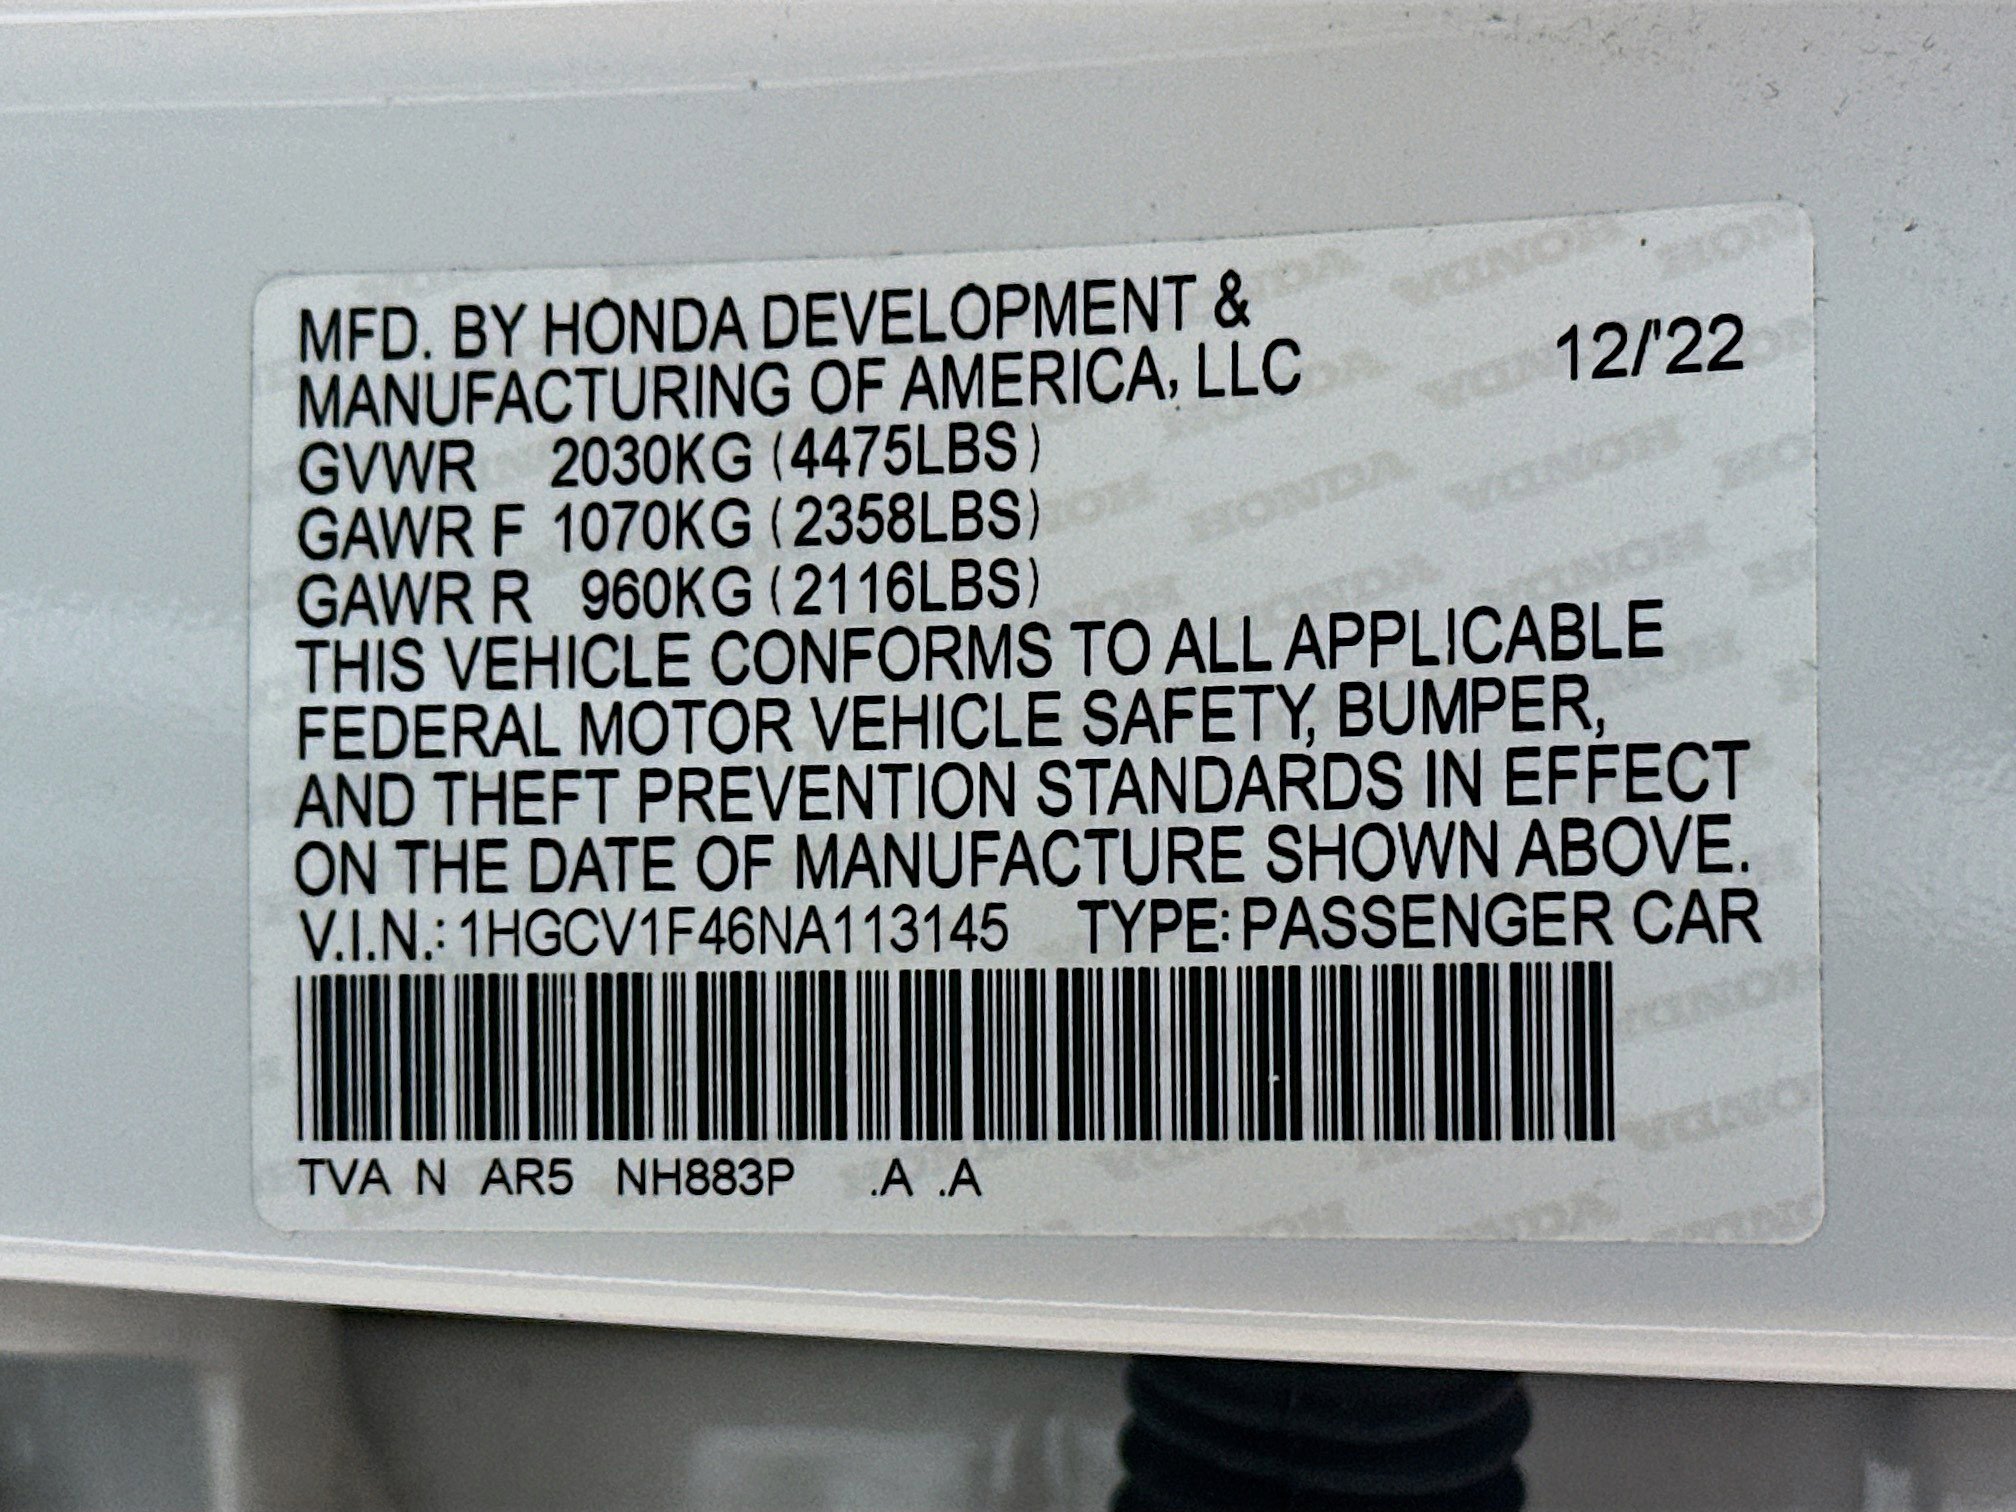 MFD. BY HONDA DEVELOPMENT &
MANUFACTURING OF AMERICA, LLC 12/'22
GVWR 2030KG (4475LBS)
GAWR F 1070KG (2358LBS)
GAWR R 960KG (2116LBS)
THIS VEHICLE CONFORMS TO ALL APPLICABLE
FEDERAL MOTOR VEHICLE SAFETY, BUMPER,
AND THEFT PREVENTION STANDARDS IN EFFECT
ON THE DATE OF MANUFACTURE SHOWN ABOVE.
V.I.N.: 1HGCV1F46NA113145 TYPE: PASSENGER CAR
TVA N AR5 NH883P .A .A